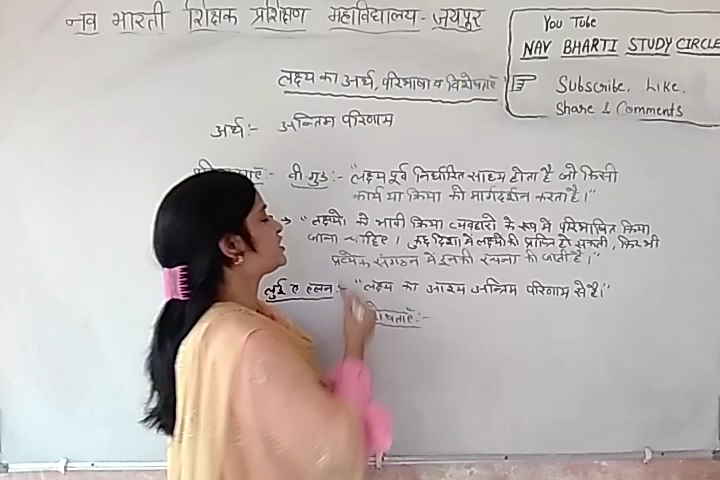 नव भारती शिक्षक प्रशिक्षण महाविद्यालय - जयपुर
You Tube
NAV BHARTI STUDY CIRCLE
Subscribe. Like.
Share & Comments
लक्ष्य का अर्थ, परिभाषा व विशेषताएँ
अर्थ:- अन्तिम परिणाम
वी. गुड:- "लक्ष्य पूर्व निर्धारित साध्य होता है जो किसी
कार्य या क्रिया को मार्गदर्शन करता है।"
→ "लक्ष्यों को भावी क्रिया व्यवहारो के रूप मे परिभाषित किया
जाना चाहिए। दिशा मे लक्ष्यो की प्राप्ति हो सकती, फिर भी
प्रत्येक संगठन में इनकी रचना की जाती है।"
लुई ए एलन:- "लक्ष्य का आशय अन्तिम परिणाम से है।"